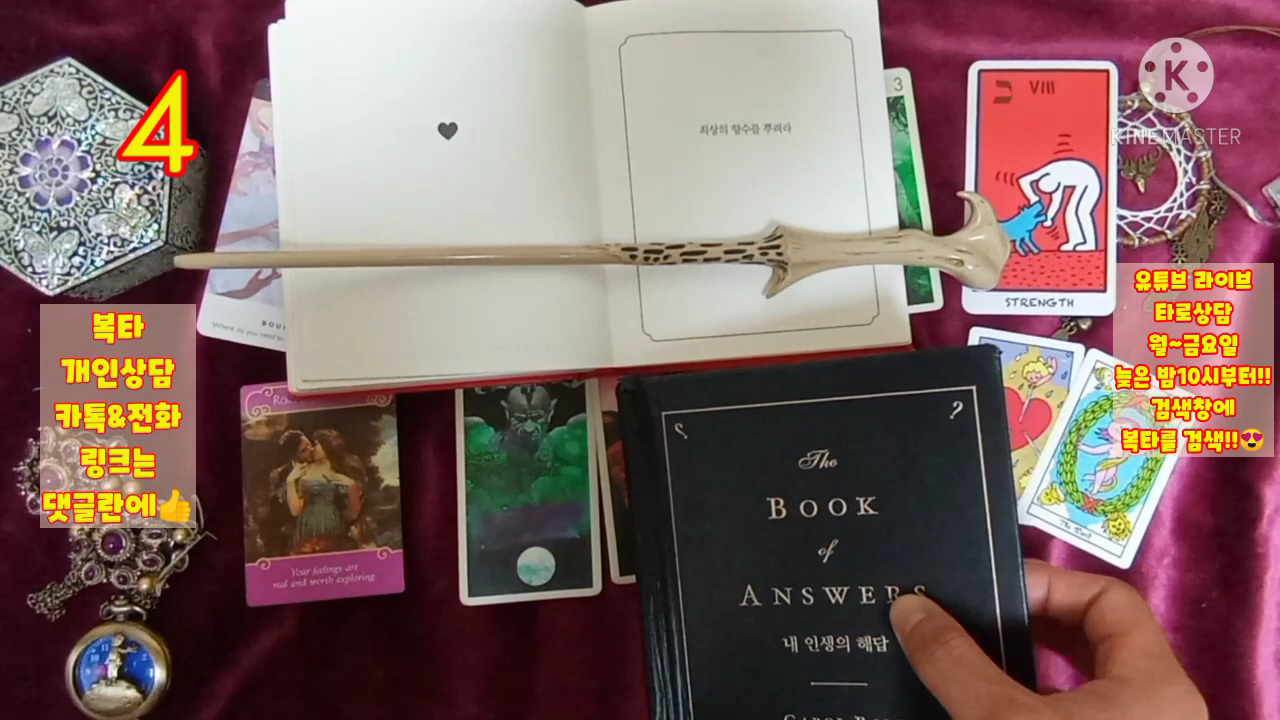 4
복타
개인상담
카톡&전화
링크는
댓글란에👍
최상의 향수를 뿌려라
3
VIII
STRENGTH
KINEMASTER
유튜브 라이브
타로상담
월~금요일
늦은 밤10시부터!!
검색창에
복타를 검색!!😍
Your feelings are
real and worth exploring.
?
?
The
BOOK
of
ANSWERS
내 인생의 해답